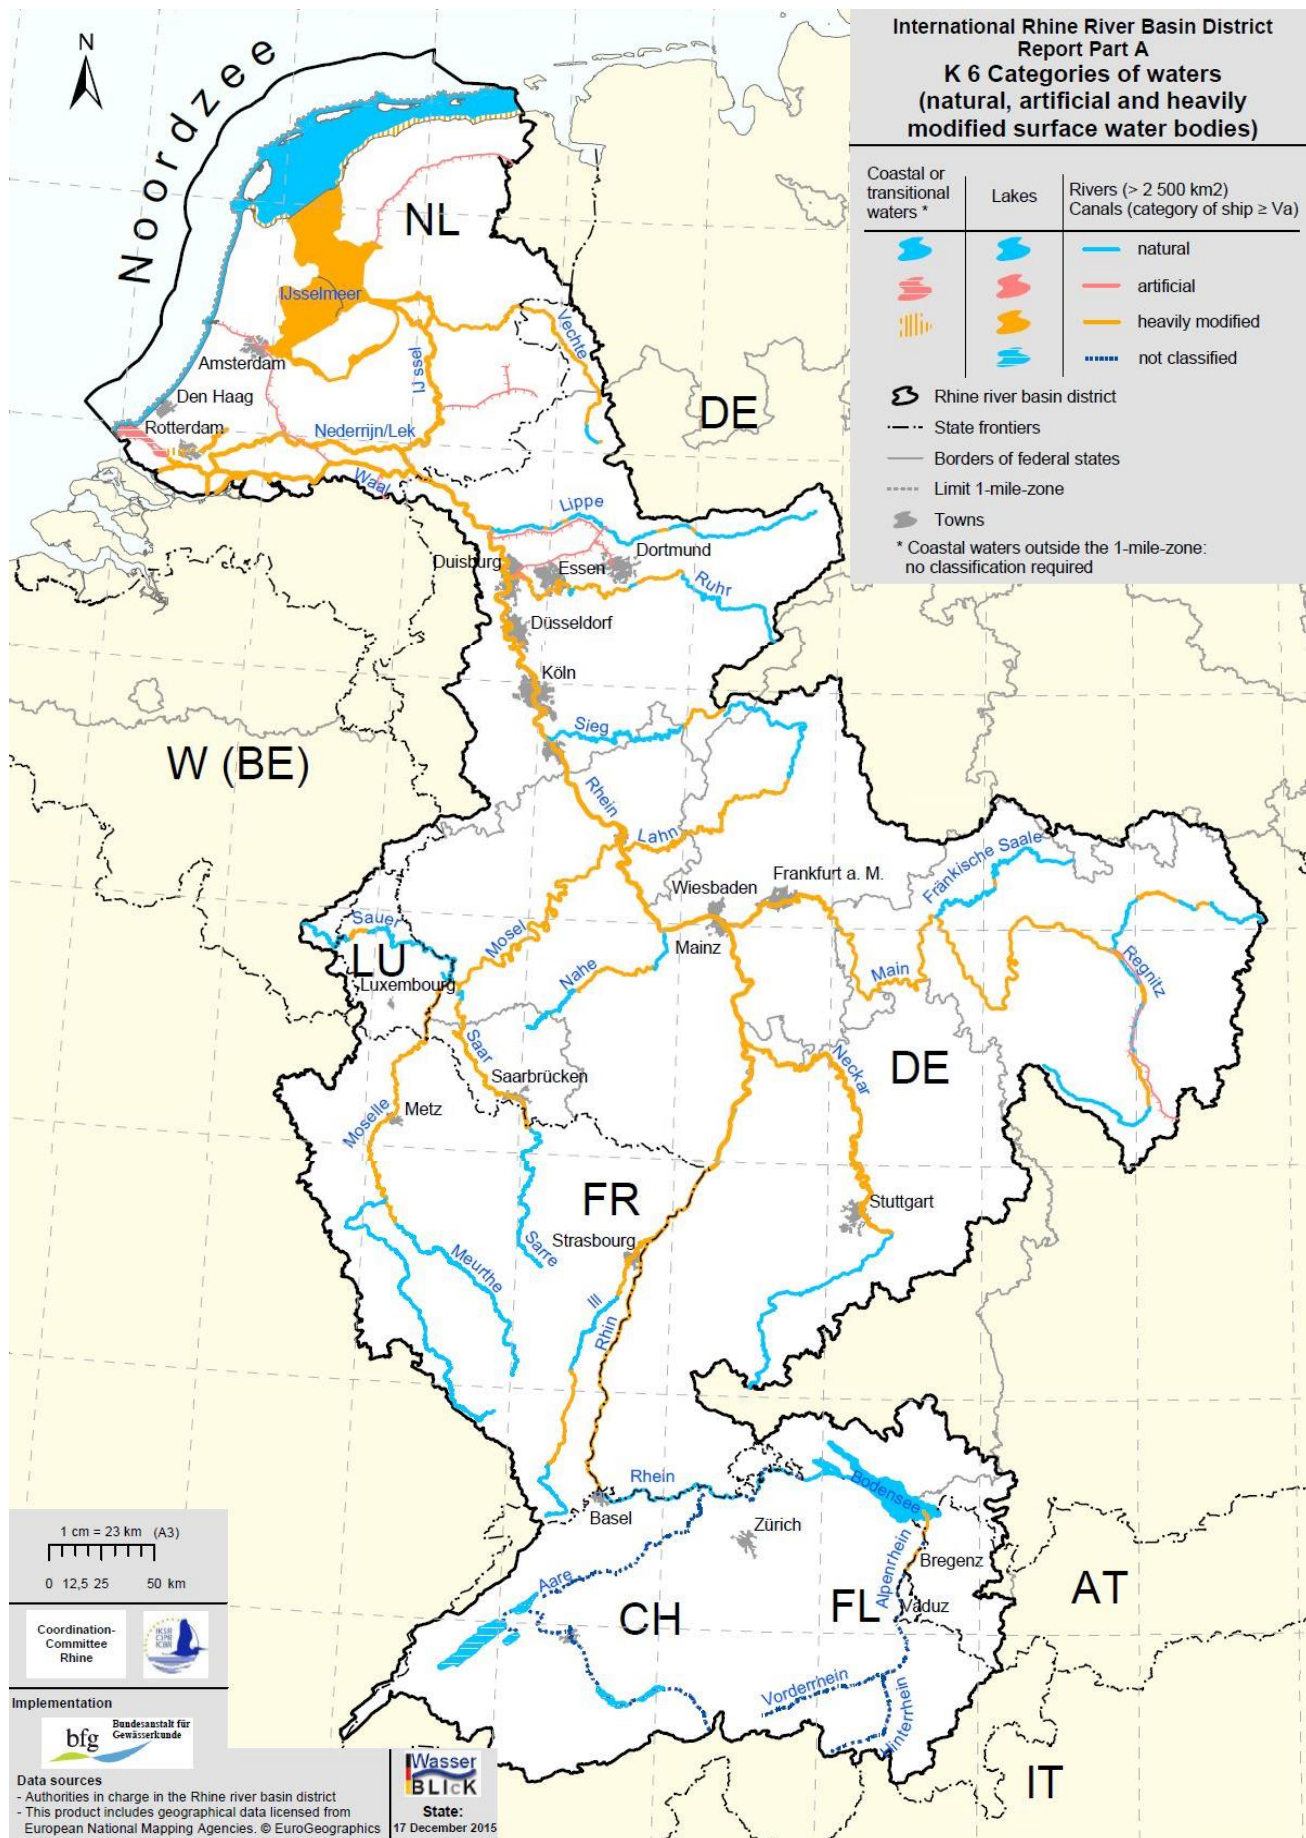 International Rhine River Basin District
Report Part A
K 6 Categories of waters
(natural, artificial and heavily
modified surface water bodies)
Coastal or
transitional
waters *
Lakes
Rivers (> 2 500 km2)
Canals (category of ship ≥ Va)
natural
artificial
heavily modified
not classified
Rhine river basin district
State frontiers
Borders of federal states
Limit 1-mile-zone
Towns
* Coastal waters outside the 1-mile-zone:
no classification required
N
Noordzee
NL
IJsselmeer
Vechte
Amsterdam
IJssel
Den Haag
DE
Rotterdam
Nederrijn/Lek
Waal
Lippe
Dortmund
Duisburg
Essen
Ruhr
Düsseldorf
Köln
Sieg
W (BE)
Rhein
Lahn
Fränkische Saale
Frankfurt a. M.
Wiesbaden
Sauer
Mosel
Mainz
LU
Nahe
Main
Regnitz
Luxembourg
Saar
Neckar
DE
Saarbrücken
Metz
Moselle
FR
Stuttgart
Strasbourg
Sarre
Meurthe
Ill
Rhin
Rhein
Bodensee
Basel
Zürich
Bregenz
Alpenrhein
Aare
CH
FL
Vaduz
AT
Vorderrhein
Hinterrhein
IT
1 cm = 23 km (A3)
0 12,5 25 50 km
Coordination-
Committee
Rhine
IKSR
CIPR
ICBR
Implementation
bfg
Bundesanstalt für
Gewässerkunde
Data sources
- Authorities in charge in the Rhine river basin district
- This product includes geographical data licensed from
European National Mapping Agencies. © EuroGeographics
Wasser
BLIcK
State:
17 December 2015